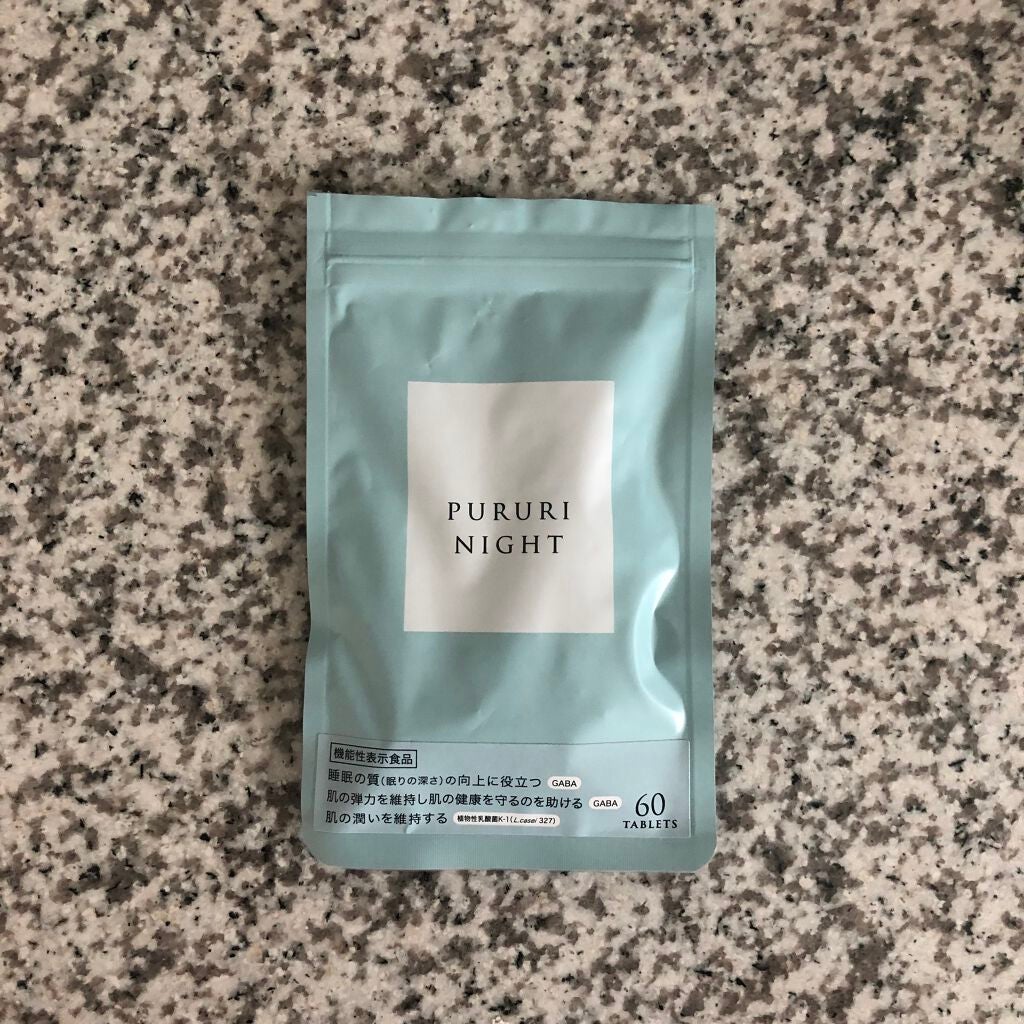 PURURI
NIGHT
機能性表示食品
睡眠の質(眠りの深さ)の向上に役立つ GABA
肌の弾力を維持し肌の健康を守るのを助ける GABA
肌の潤いを維持する 植物性乳酸菌K-1(L.casei 327)
60
TABLETS